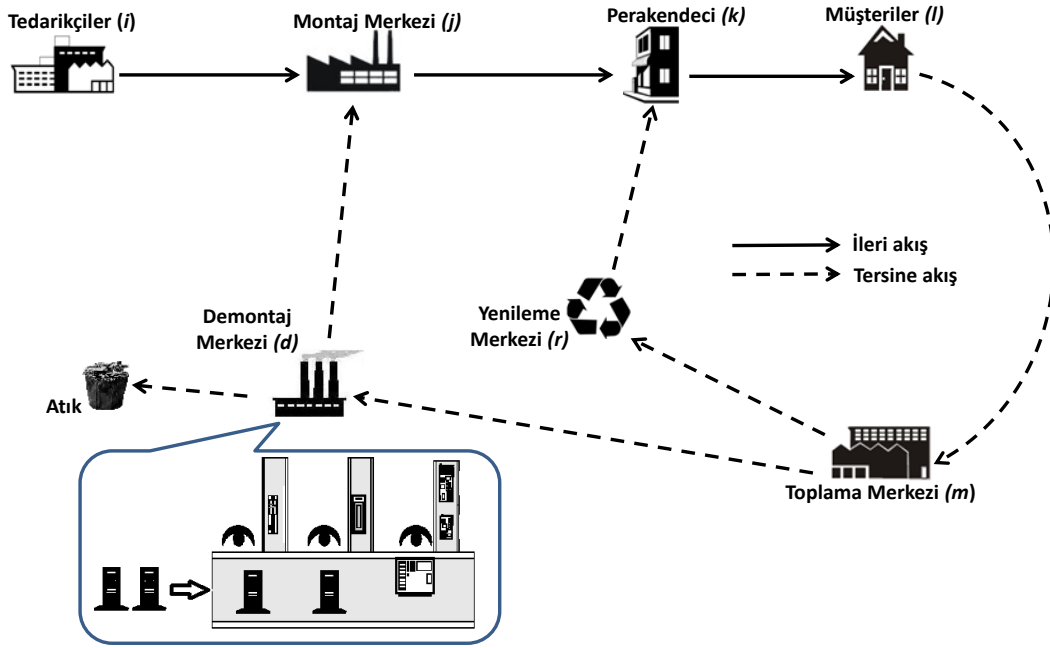 Tedarikçiler (i)
Montaj Merkezi (j)
Perakendeci (k)
Müşteriler (l)
İleri akış
Tersine akış
Yenileme
Merkezi (r)
Demontaj
Merkezi (d)
Atık
Toplama Merkezi (m)